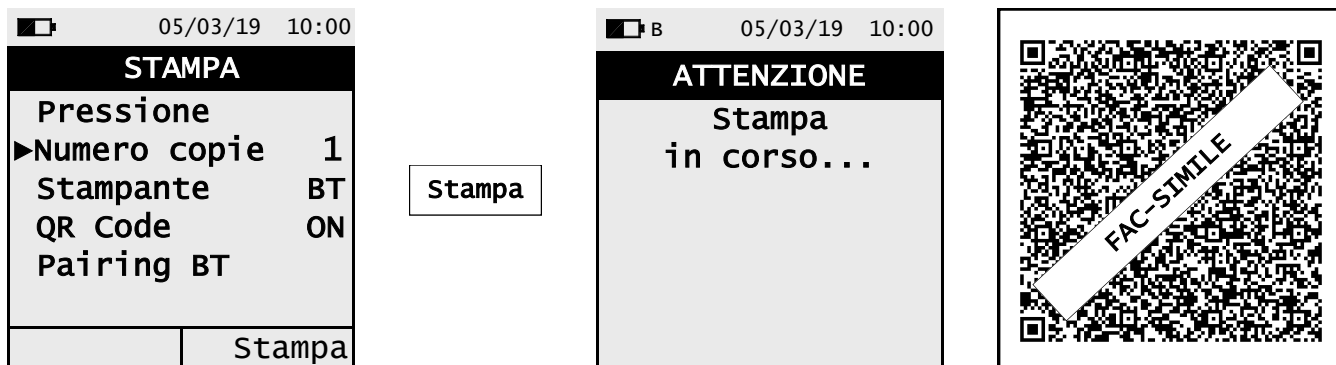 05/03/19 10:00
STAMPA
Pressione
►Numero copie 1
Stampante BT
QR Code ON
Pairing BT
Stampa
Stampa
B 05/03/19 10:00
ATTENZIONE
Stampa
in corso...
FAC-SIMILE